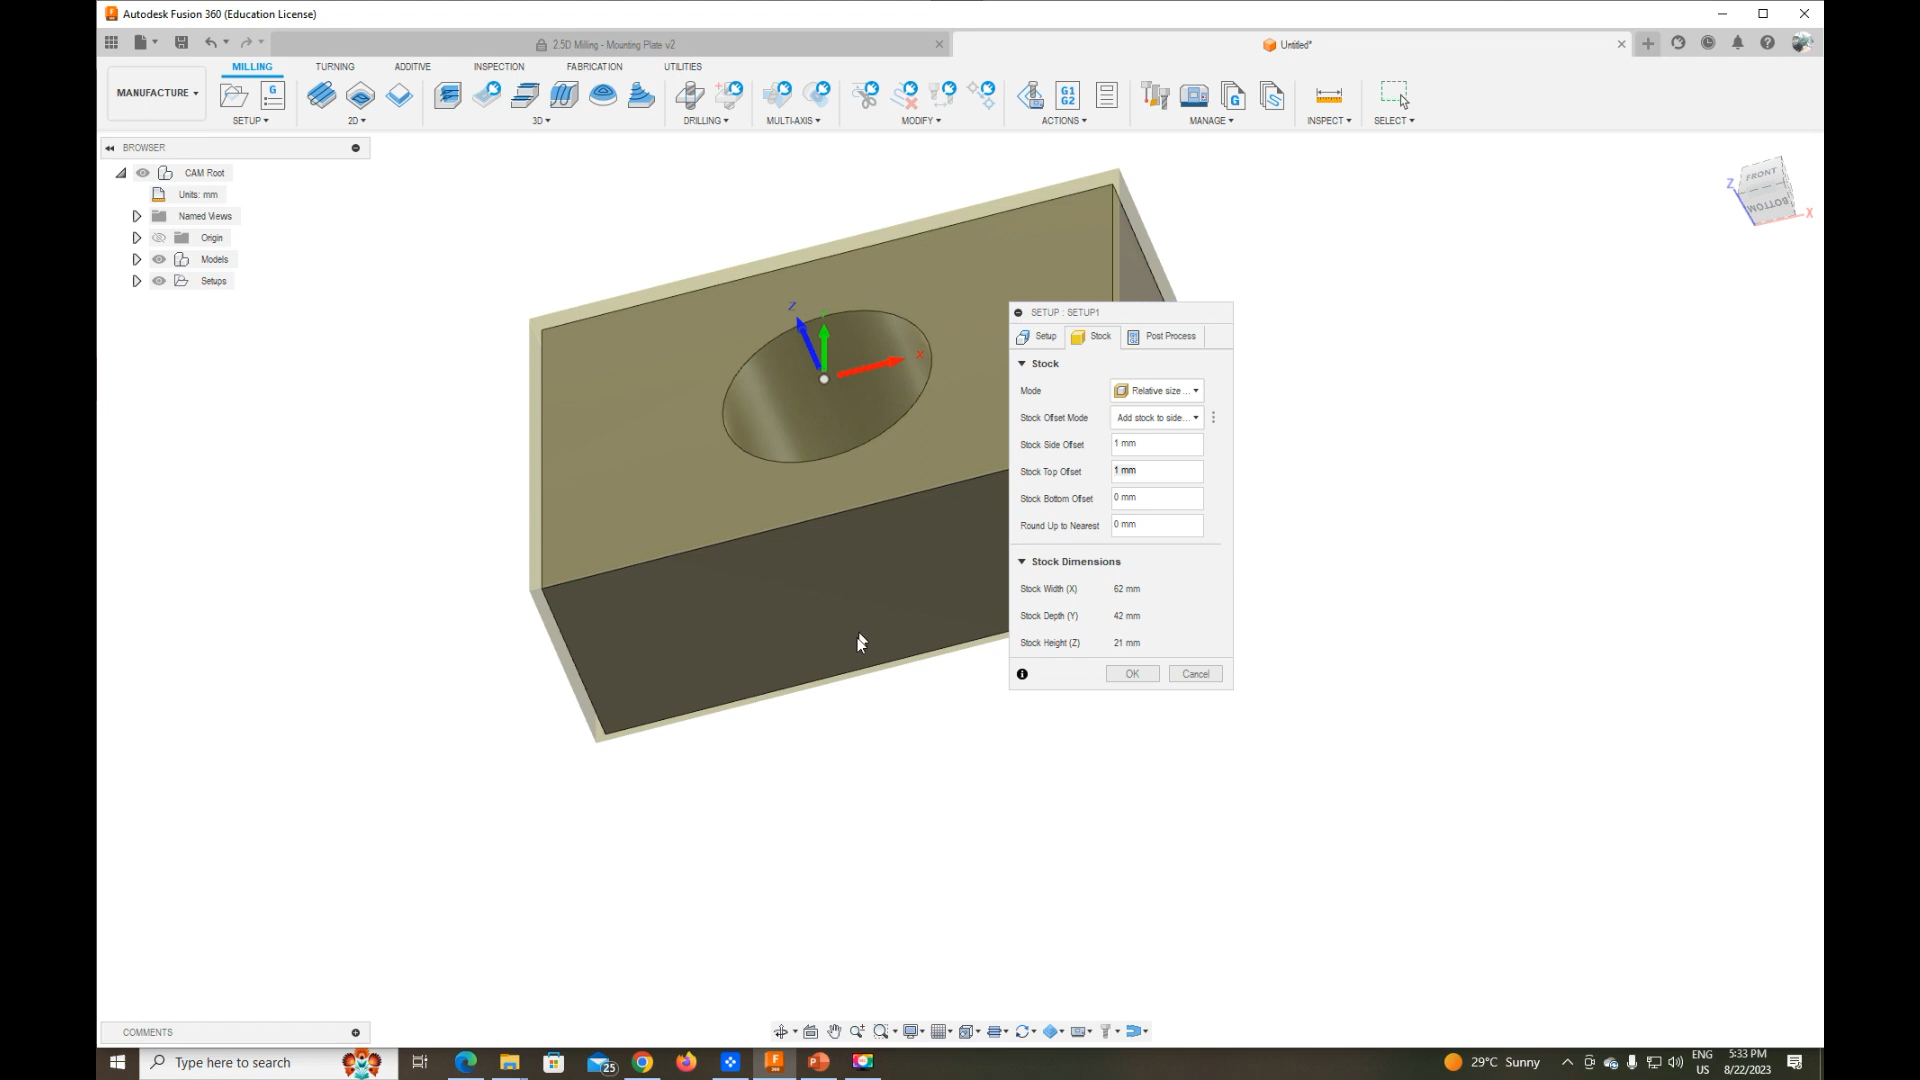 Autodesk Fusion 360 (Education License)
2.5D Milling - Mounting Plate v2
Untitled*
MILLING TURNING ADDITIVE INSPECTION FABRICATION UTILITIES
MANUFACTURE
G
G1
G2
G
SETUP 2D 3D DRILLING MULTI-AXIS MODIFY ACTIONS MANAGE INSPECT SELECT
BROWSER
CAM Root
Units: mm
Named Views
Origin
Models
Setups
FRONT
BOTTOM
Z
X
Z
X
SETUP : SETUP1
Setup Stock Post Process
Stock
Mode Relative size ...
Stock Offset Mode Add stock to side...
Stock Side Offset 1 mm
Stock Top Offset 1 mm
Stock Bottom Offset 0 mm
Round Up to Nearest 0 mm
Stock Dimensions
Stock Width (X) 62 mm
Stock Depth (Y) 42 mm
Stock Height (Z) 21 mm
OK Cancel
COMMENTS
Type here to search
25
29°C Sunny
ENG
US
5:33 PM
8/22/2023